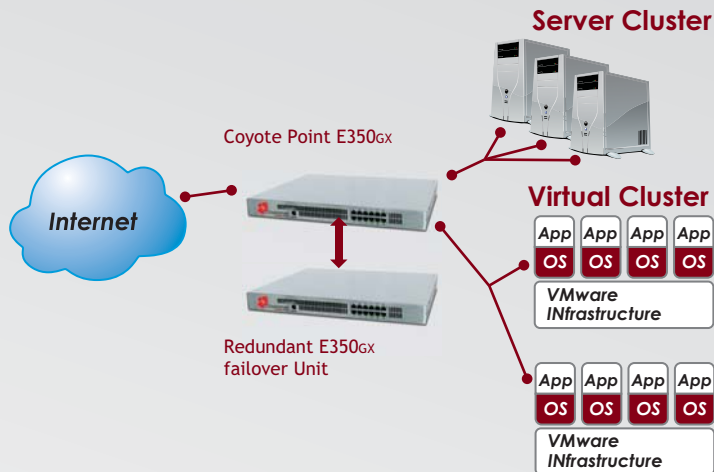 Server Cluster
Coyote Point E350GX
Internet
Virtual Cluster
App App App App
OS OS OS OS
VMware
INfrastructure
Redundant E350GX
failover Unit
App App App App
OS OS OS OS
VMware
INfrastructure